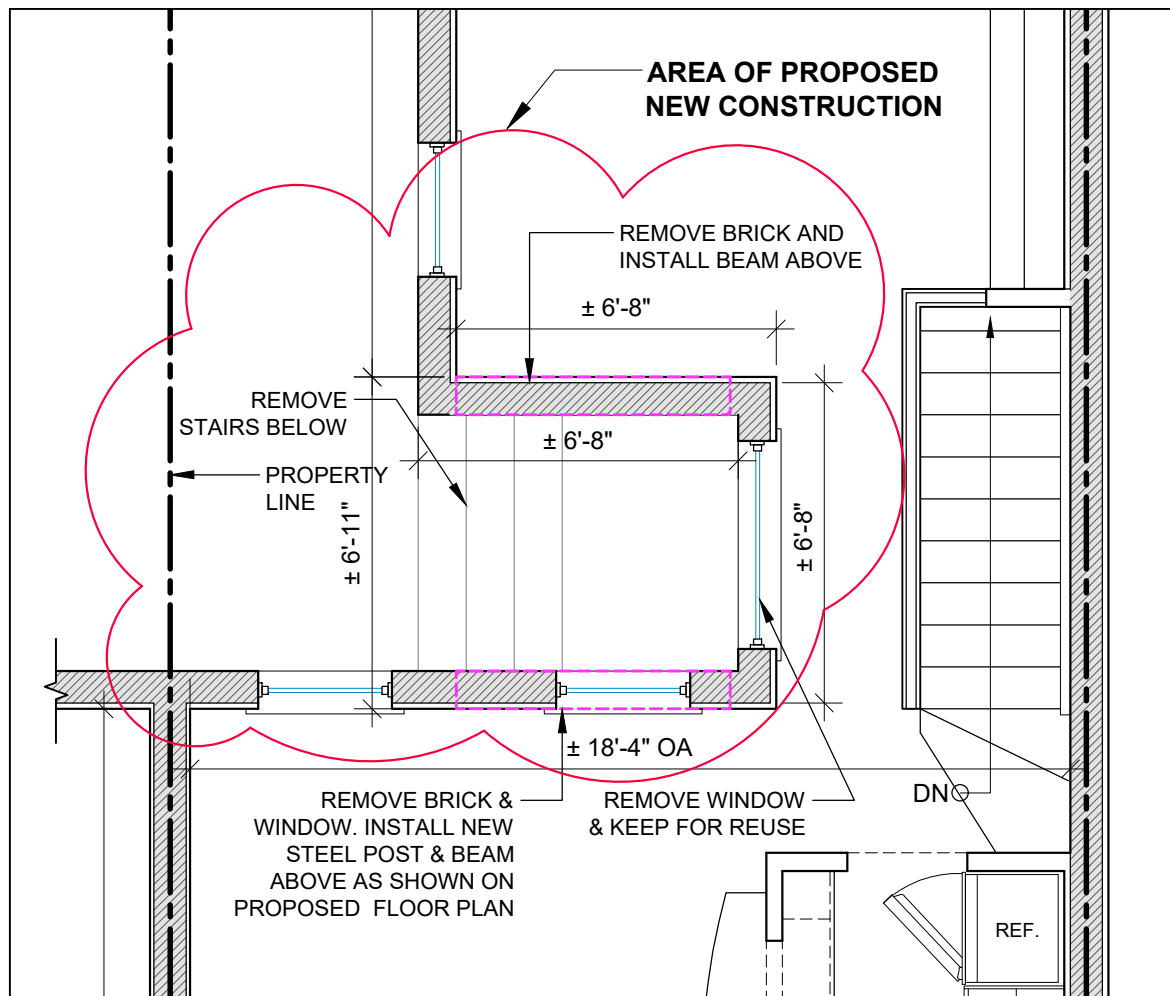 AREA OF PROPOSED
NEW CONSTRUCTION
REMOVE BRICK AND
INSTALL BEAM ABOVE
± 6'-8"
REMOVE
STAIRS BELOW
± 6'-8"
PROPERTY
LINE
± 6'-11"
± 6'-8"
± 18'-4" OA
REMOVE BRICK &
WINDOW. INSTALL NEW
STEEL POST & BEAM
ABOVE AS SHOWN ON
PROPOSED FLOOR PLAN
REMOVE WINDOW
& KEEP FOR REUSE
DN
REF.